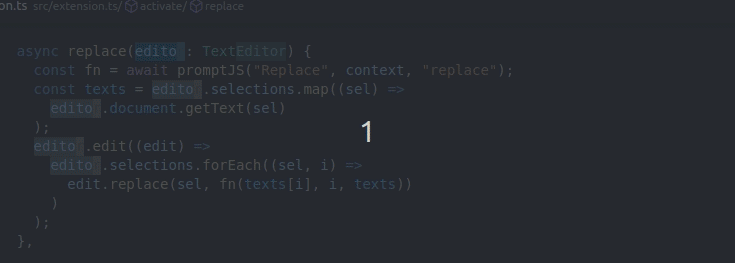 on.ts src/extension.ts/ activate/ replace
async replace(edito : TextEditor) {
const fn = await promptJS("Replace", context, "replace");
const texts = edito .selections.map((sel) =>
edito .document.getText(sel)
);
edito .edit((edit) =>
edito .selections.forEach((sel, i) =>
edit.replace(sel, fn(texts[i], i, texts))
)
);
},
1